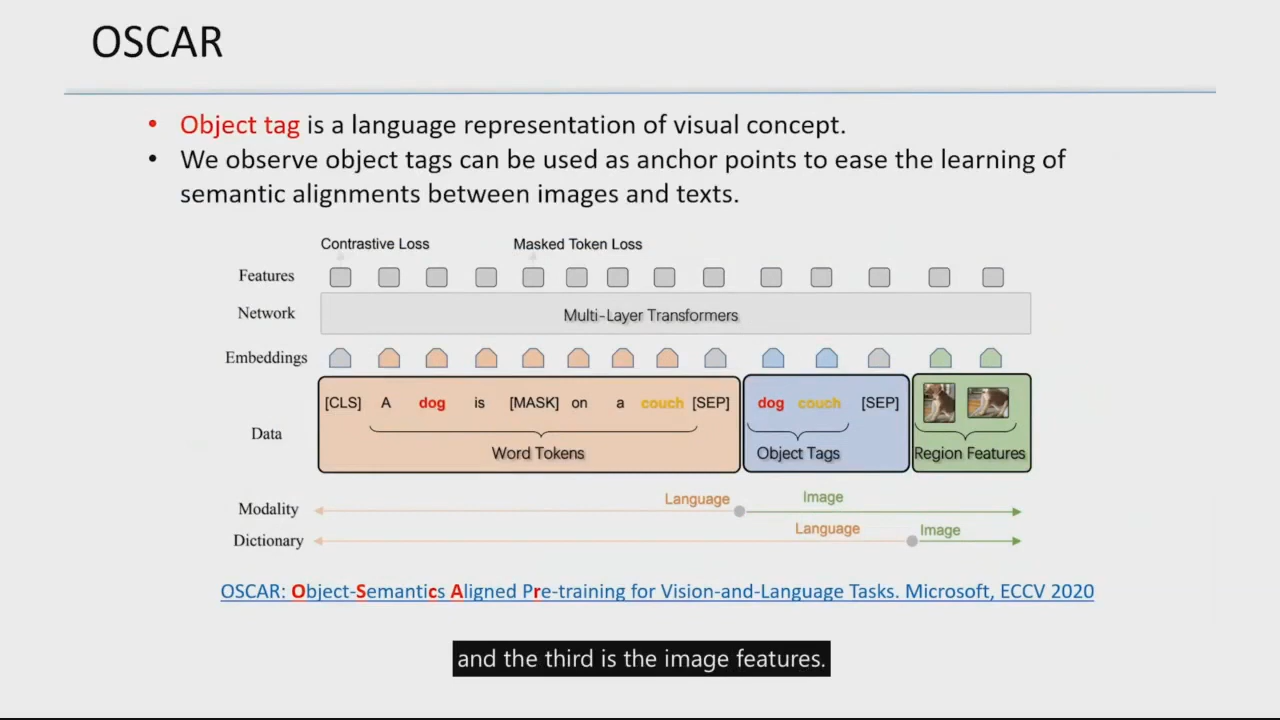 OSCAR
• Object tag is a language representation of visual concept.
• We observe object tags can be used as anchor points to ease the learning of
semantic alignments between images and texts.
Contrastive Loss Masked Token Loss
Features
Network Multi-Layer Transformers
Embeddings
Data
[CLS] A dog is [MASK] on a couch [SEP] dog couch [SEP]
Word Tokens Object Tags Region Features
Modality Language Image
Dictionary Language Image
OSCAR: Object-Semantics Aligned Pre-training for Vision-and-Language Tasks. Microsoft, ECCV 2020
and the third is the image features.